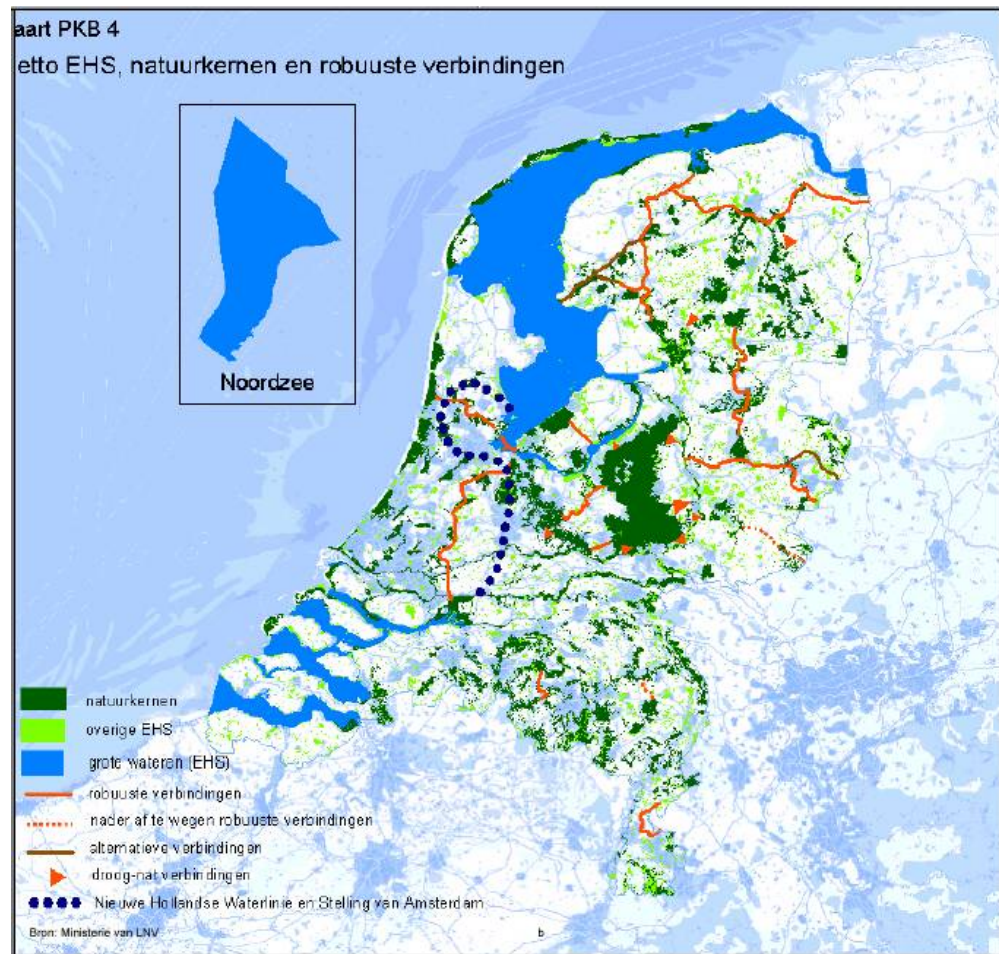 aart PKB 4
etto EHS, natuurkernen en robuuste verbindingen
Noordzee
natuurkernen
overige EHS
grote wateren (EHS)
robuuste verbindingen
nader af te wegen robuuste verbindingen
alternatieve verbindingen
droog-nat verbindingen
Nieuwe Hollandse Waterlinie en Stelling van Amsterdam
Bron: Ministerie van LNV
b